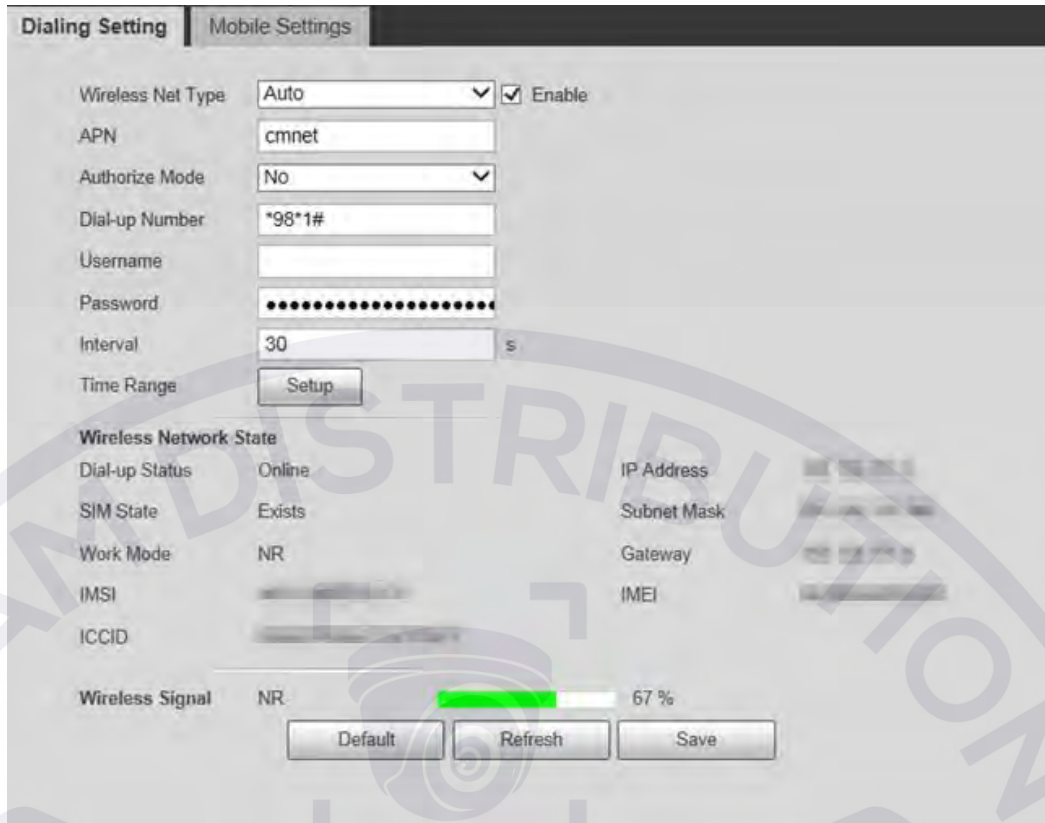 Dialing Setting Mobile Settings
Wireless Net Type Auto Enable
APN cmnet
Authorize Mode No
Dial-up Number *98*1#
Username
Password ●●●●●●●●●●●●●●●●●●●●
Interval 30 s
Time Range Setup
Wireless Network State
Dial-up Status Online IP Address
SIM State Exists Subnet Mask
Work Mode NR Gateway
IMSI IMEI
ICCID
Wireless Signal NR 67 %
Default Refresh Save
AM DISTRIBUTION